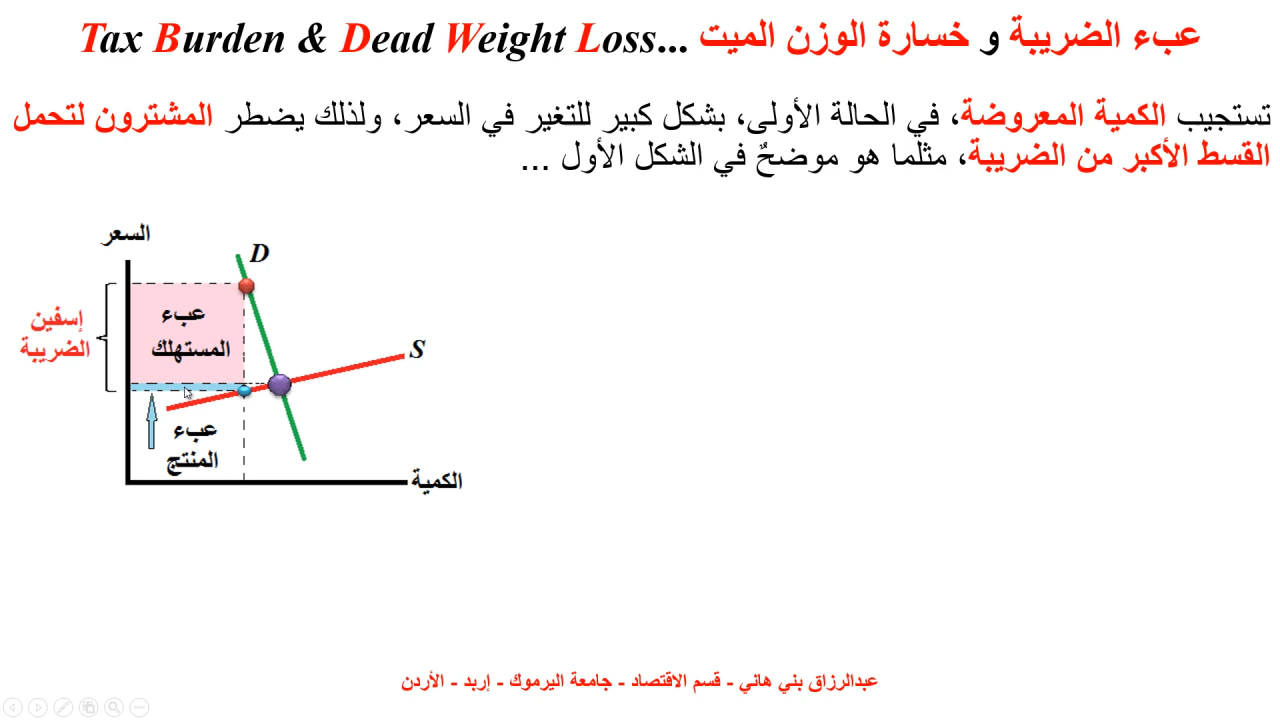 عبء الضريبة و خسارة الوزن الميت ...Tax Burden & Dead Weight Loss
تستجيب الكمية المعروضة، في الحالة الأولى، بشكل كبير للتغير في السعر، ولذلك يضطر المشترون لتحمل
القسط الأكبر من الضريبة، مثلما هو موضحٌ في الشكل الأول ...
السعر
D
عبء
المستهلك
إسفين
الضريبة
S
عبء
المنتج
الكمية
عبدالرزاق بني هاني - قسم الاقتصاد - جامعة اليرموك - إربد - الأردن